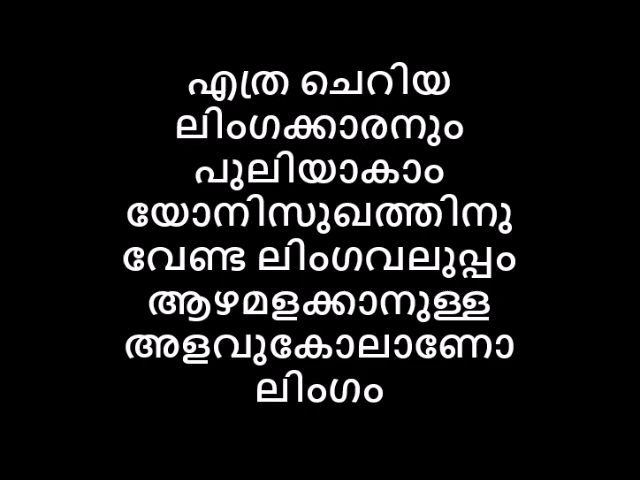 എത്ര ചെറിയ
ലിംഗക്കാരനും
പുലിയാകാം
യോനിസുഖത്തിനു
വേണ്ട ലിംഗവലുപ്പം
ആഴമളക്കാനുള്ള
അളവുകോലാണോ
ലിംഗം